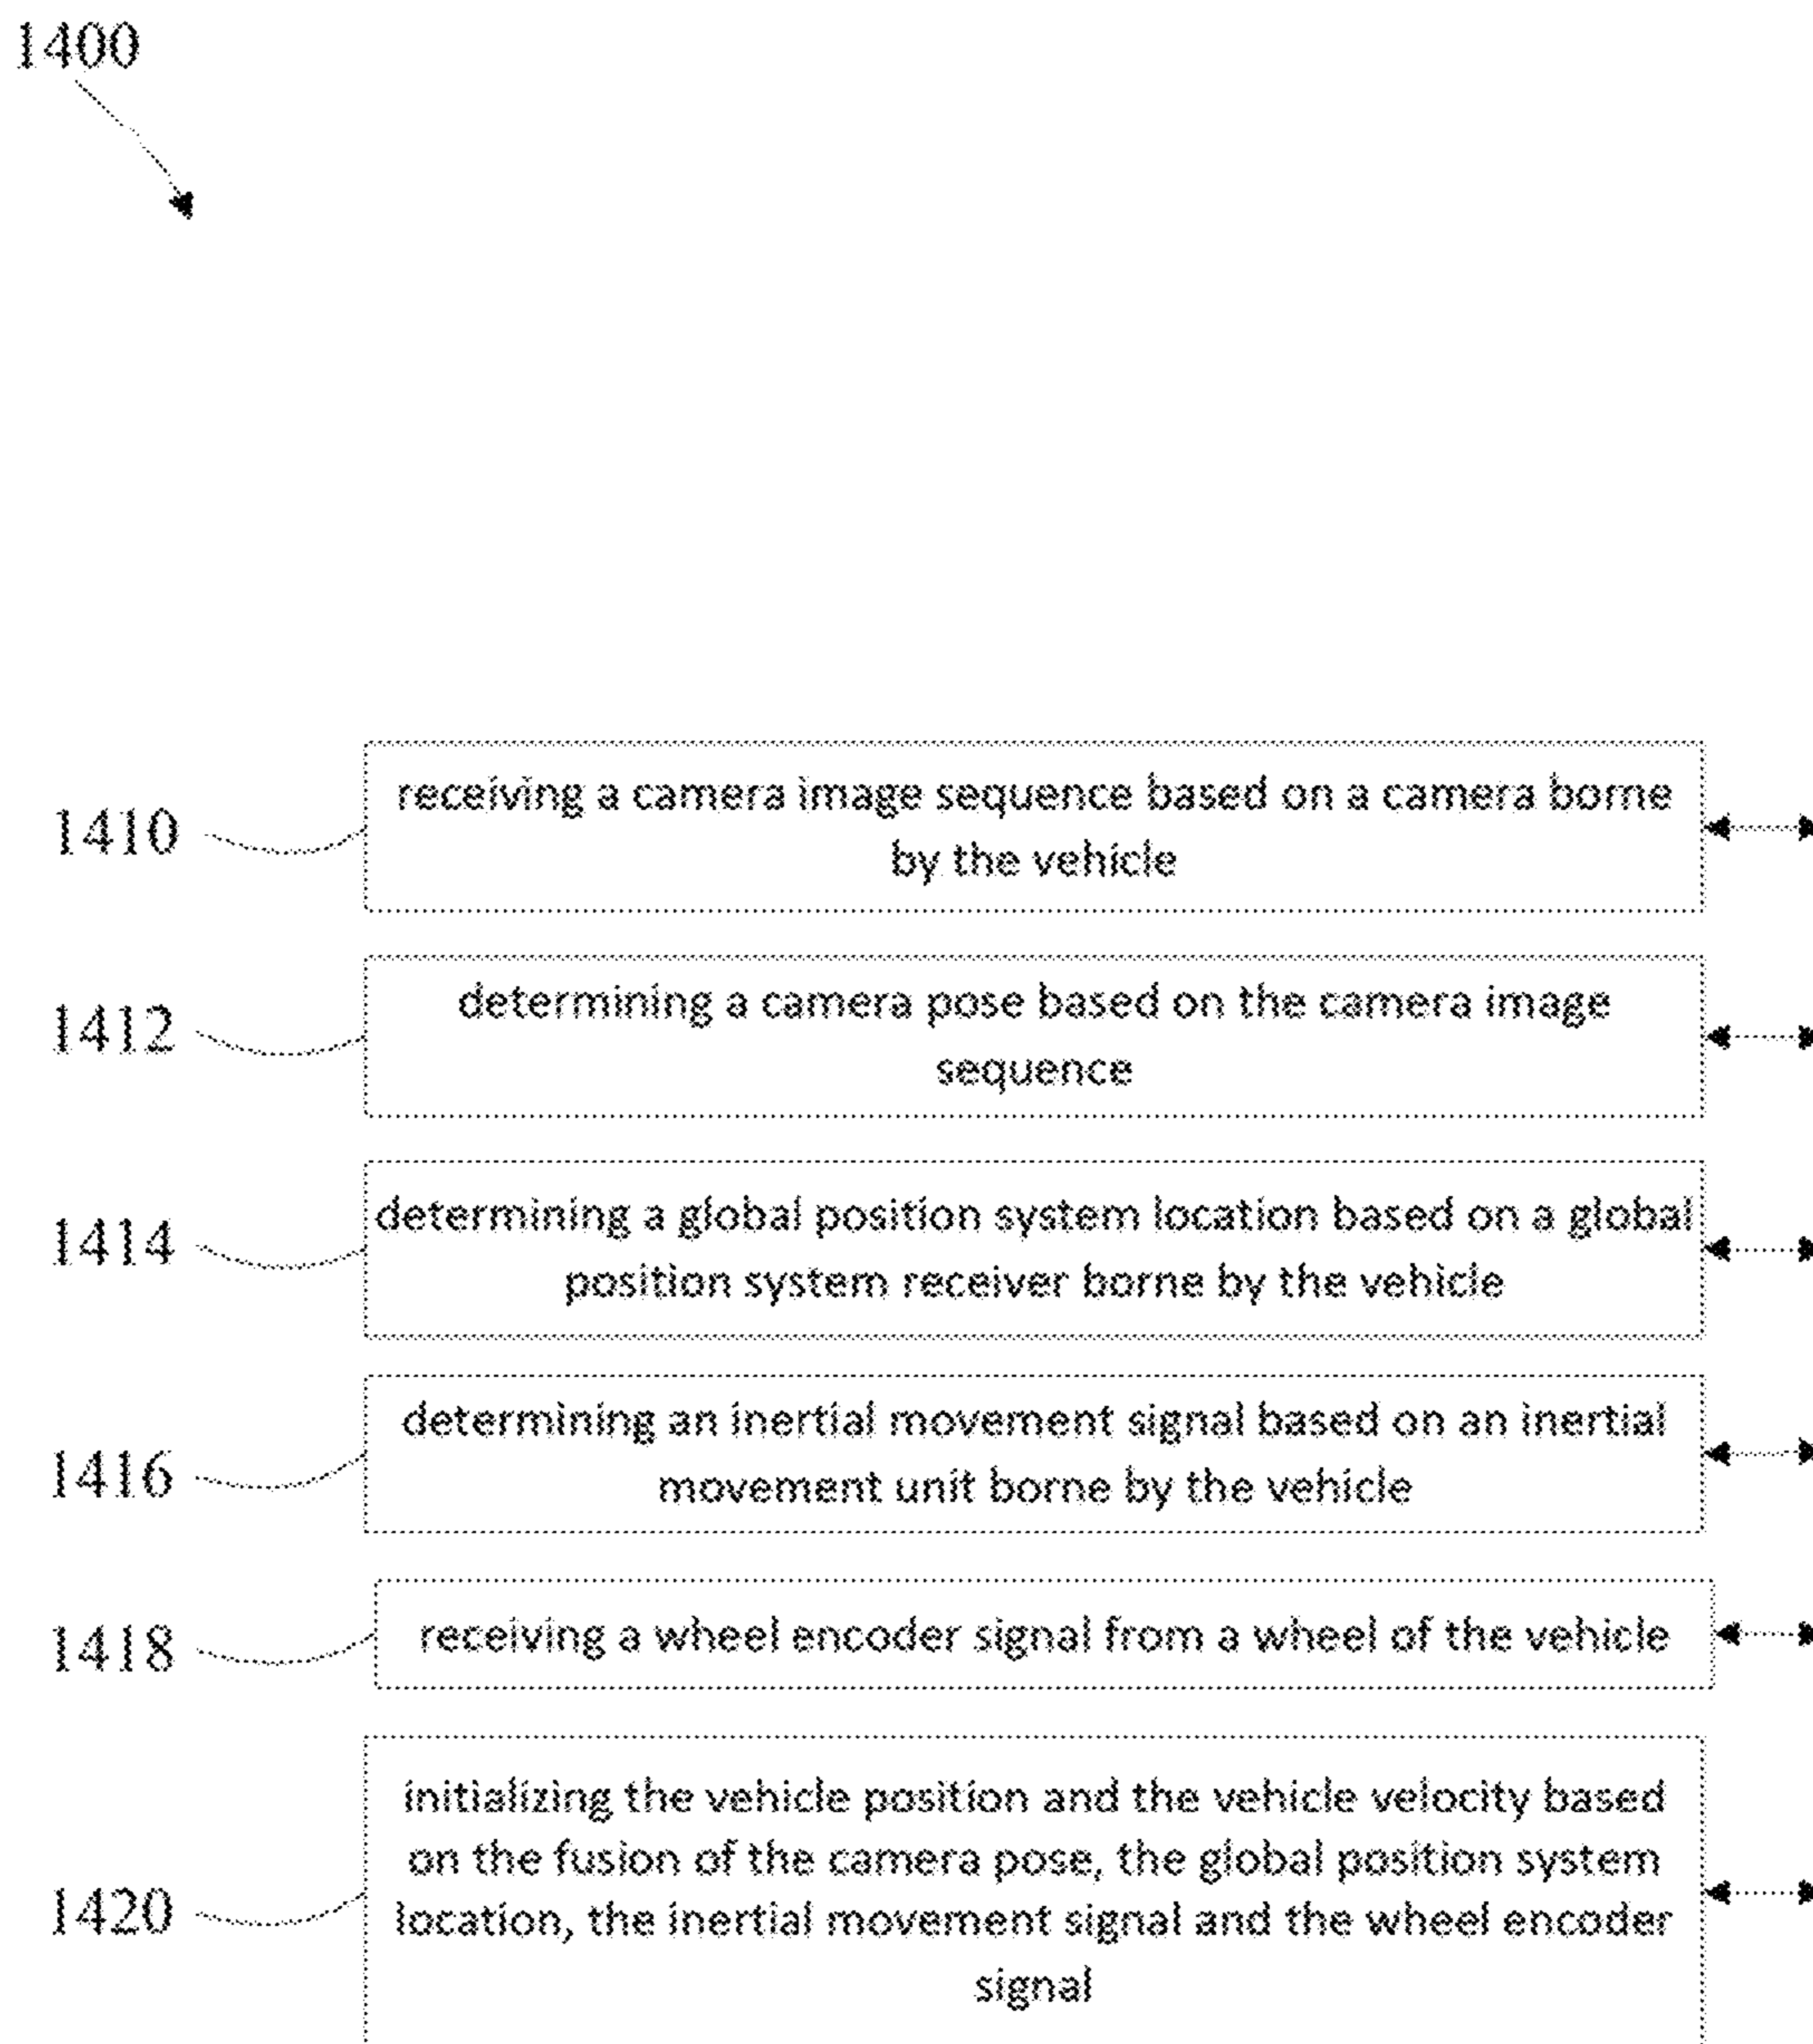 1400
1410
receiving a camera image sequence based on a camera borne
by the vehicle
1412
determining a camera pose based on the camera image
sequence
1414
determining a global position system location based on a global
position system receiver borne by the vehicle
1416
determining an inertial movement signal based on an inertial
movement unit borne by the vehicle
1418
receiving a wheel encoder signal from a wheel of the vehicle
1420
initializing the vehicle position and the vehicle velocity based
on the fusion of the camera pose, the global position system
location, the inertial movement signal and the wheel encoder
signal